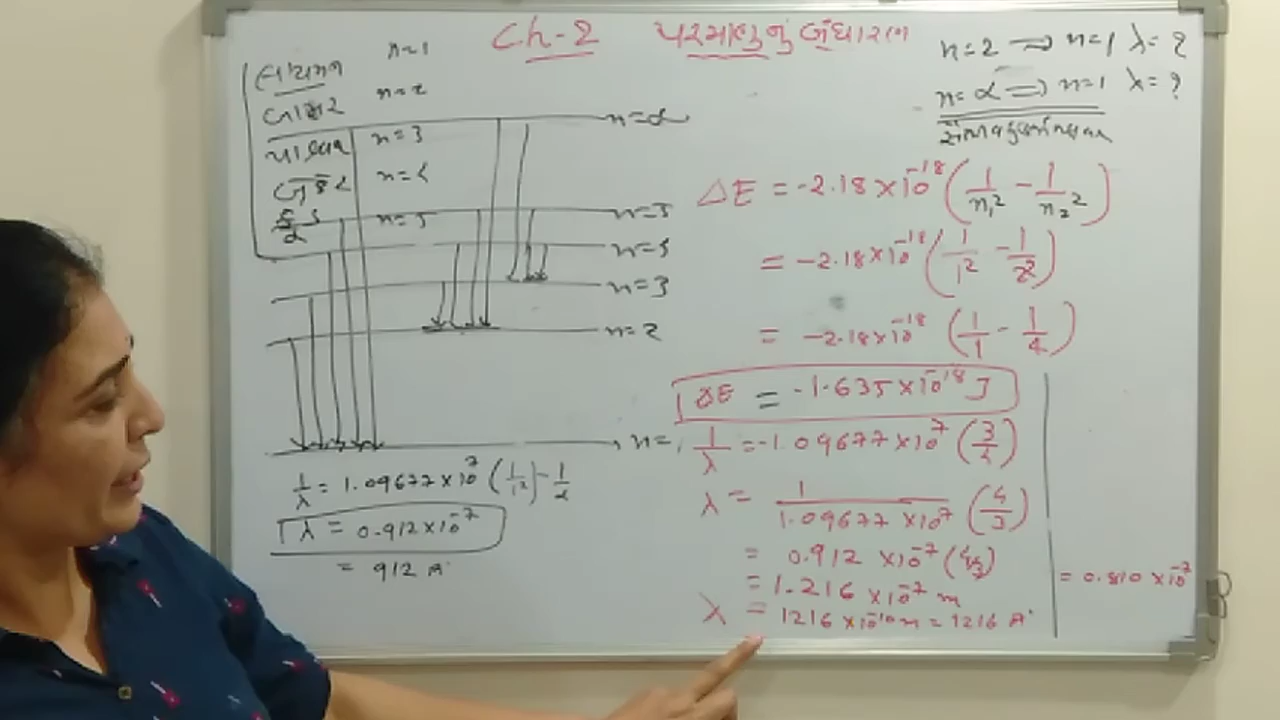 Ch-2 પરમાણુનું બંધારણ
n=1
લાયમન
n=2
બામર
n=3
પાશ્ચન
n=4
બ્રેકેટ
n=5
ફંડ
n=2 ⇒ n=1 λ=?
n=α ⇒ n=1 λ=?
n=α
n=5
n=4
n=3
n=2
n=1
ΔE = -2.18×10⁻¹⁸ (1/n₁² - 1/n₂²)
= -2.18×10⁻¹⁸ (1/1² - 1/2²)
= -2.18×10⁻¹⁸ (1/1 - 1/4)
ΔE = -1.635×10⁻¹⁸ J
1/λ = -1.09677×10⁷ (3/4)
λ = 1/1.09677×10⁷ (4/3)
= 0.912 ×10⁻⁷ (4/3)
= 1.216 ×10⁻⁷ m
λ = 1216 ×10⁻¹⁰ m = 1216 A°
= 0.810 ×10⁻⁷
1/λ = 1.09677×10⁷ (1/1²) - 1/α
λ = 0.912×10⁻⁷
= 912 A°